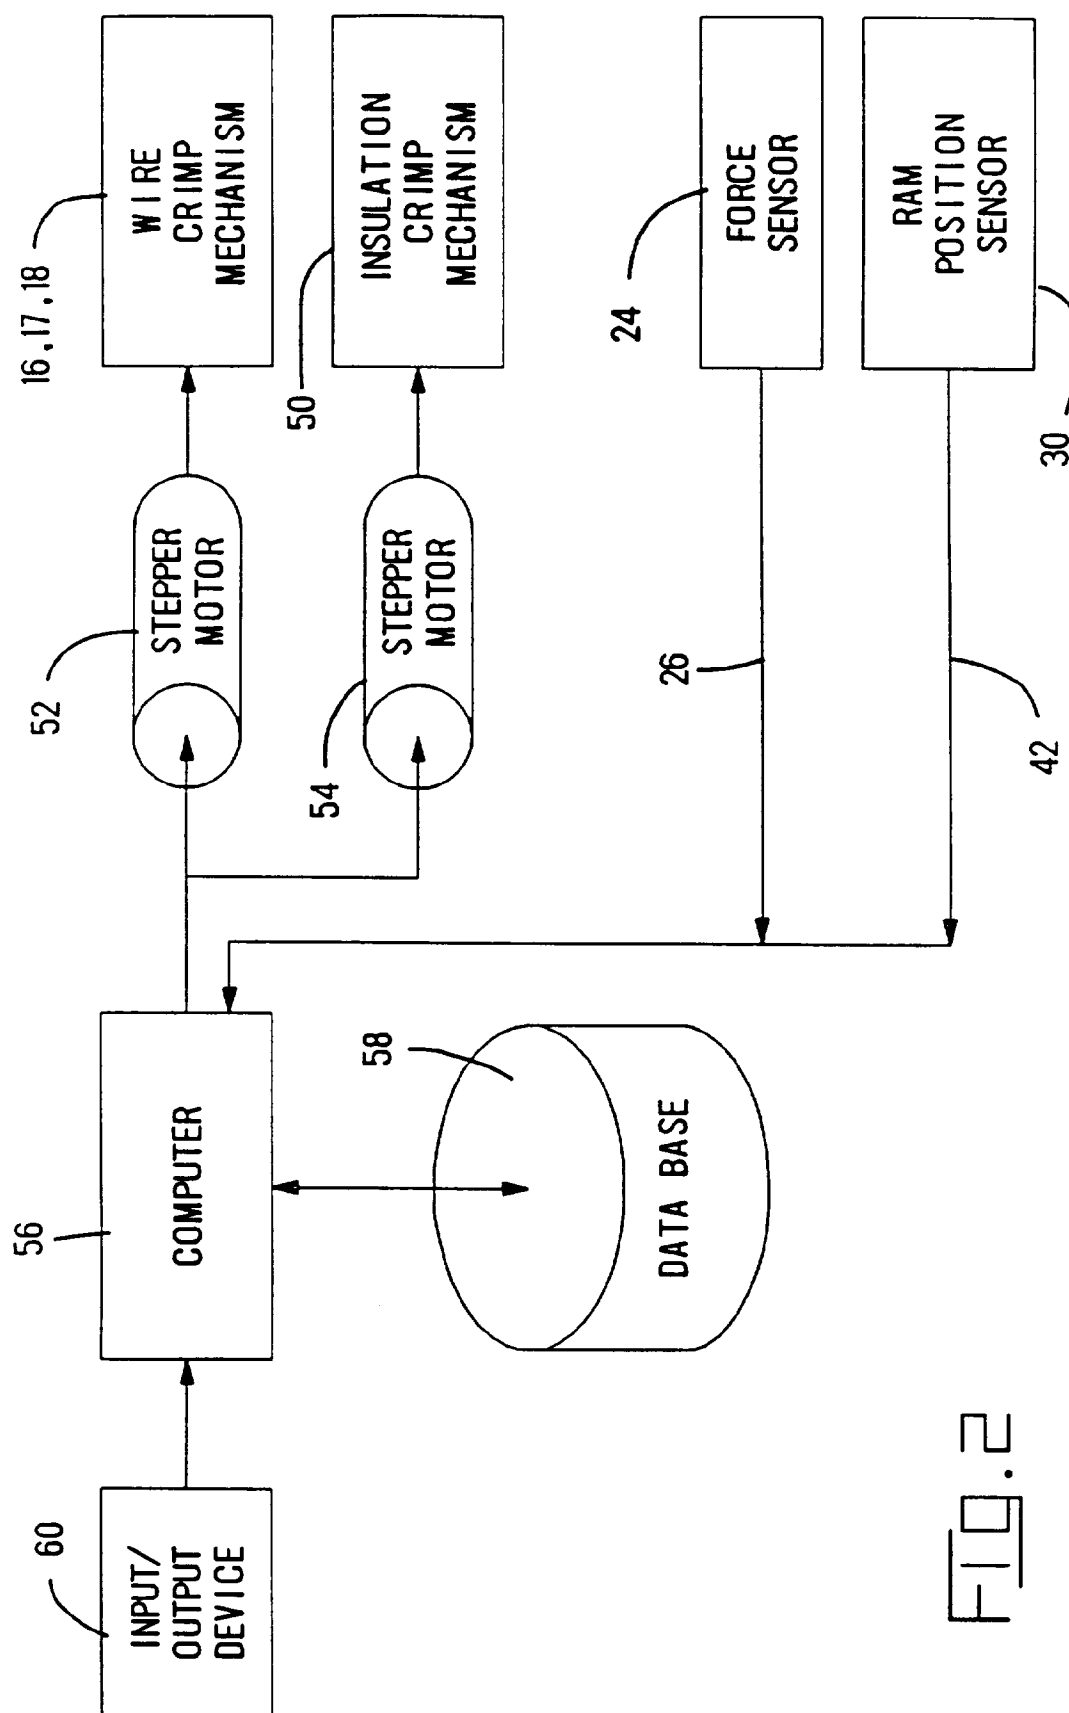 16,17,18
WIRE
CRIMP
MECHANISM
52
STEPPER
MOTOR
56
COMPUTER
60
INPUT/
OUTPUT
DEVICE
50
INSULATION
CRIMP
MECHANISM
54
STEPPER
MOTOR
58
DATA BASE
24
FORCE
SENSOR
26
RAM
POSITION
SENSOR
30
42
FIG.2